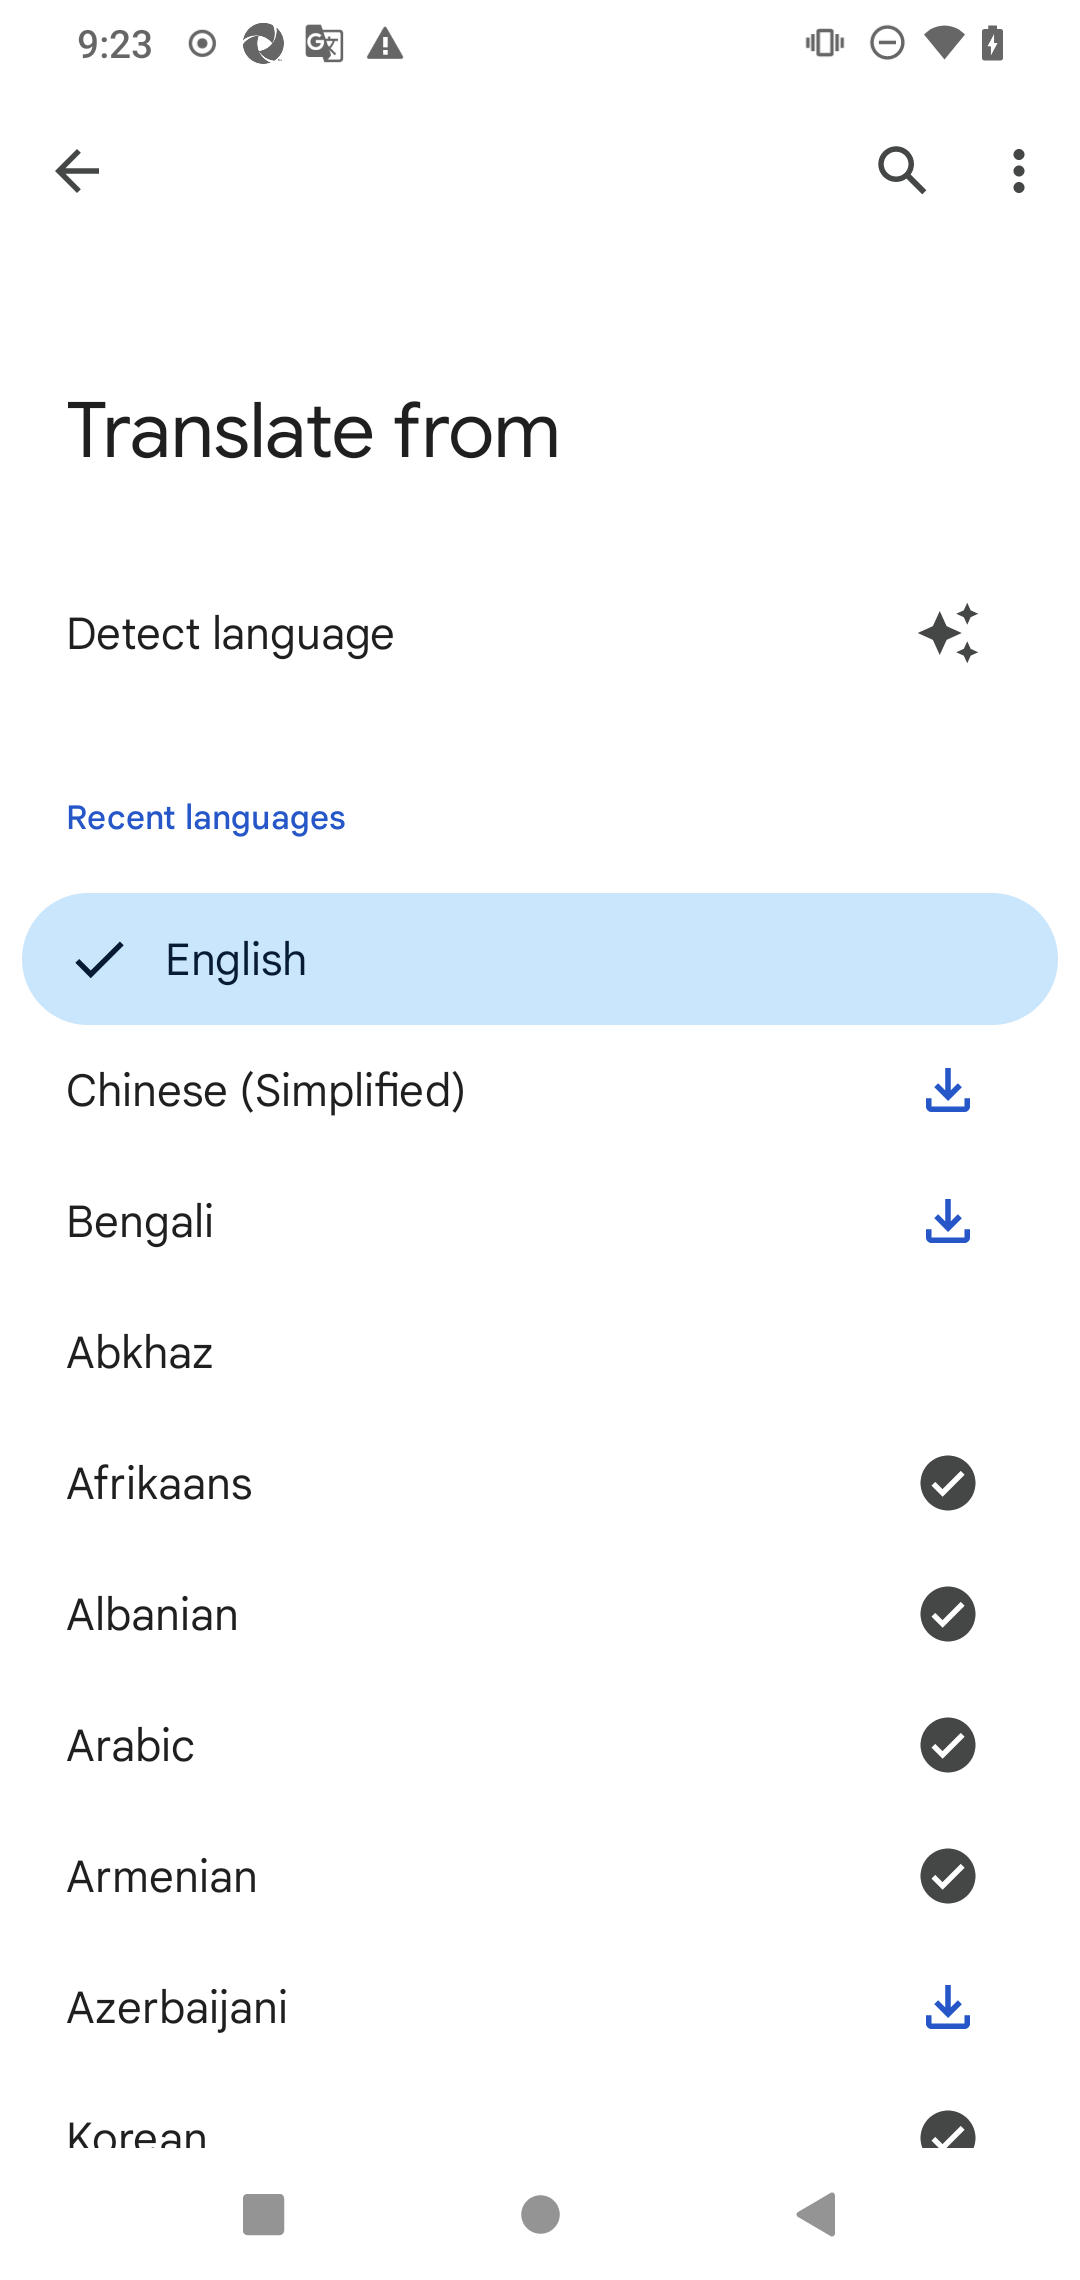 9:23
Translate from
Detect language
Recent languages
English
Chinese (Simplified)
Bengali
Abkhaz
Afrikaans
Albanian
Arabic
Armenian
Azerbaijani
Korean